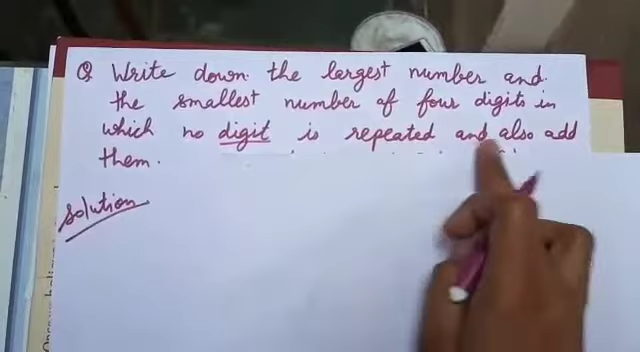 Q Write down the largest number and
the smallest number of four digits in
which no digit is repeated and also add
them.
Solution